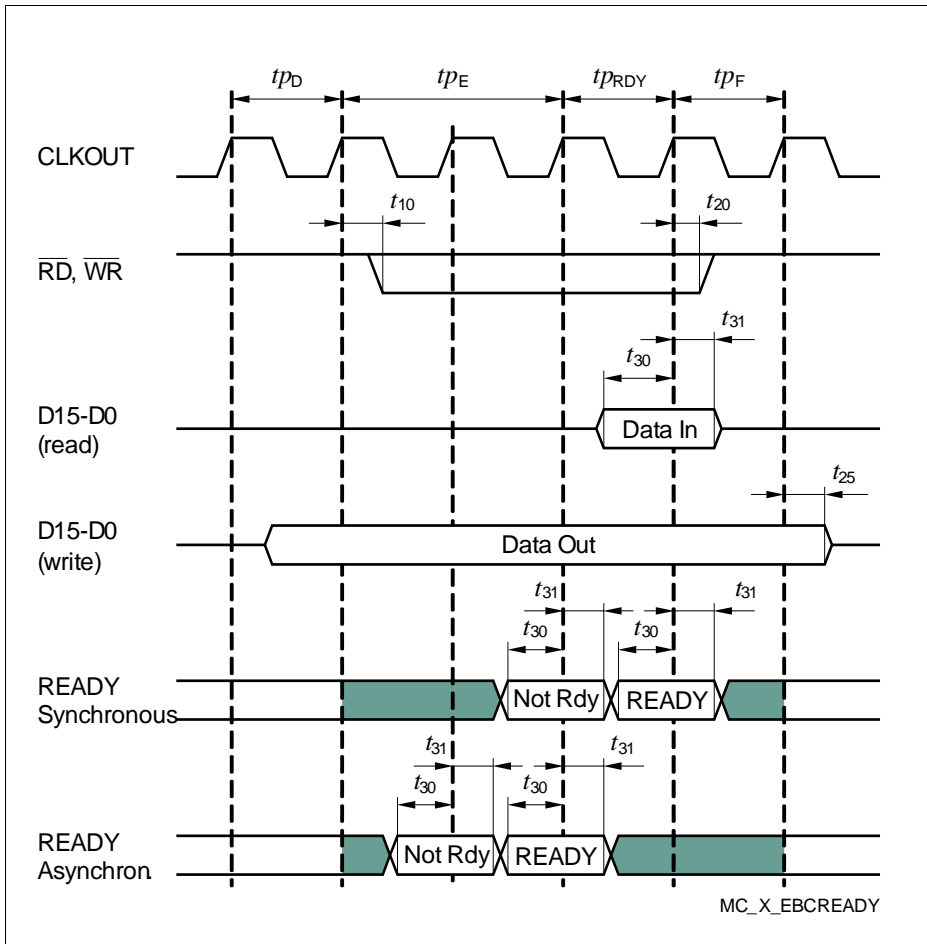 tpD tpE tpRDY tpF
CLKOUT
t10 t20
RD, WR
t31
t30
D15-D0
(read)
Data In
t25
D15-D0
(write)
Data Out
t31 t31
t30 t30
READY
Synchronous
Not Rdy READY
t31 t31
t30 t30
READY
Asynchron.
Not Rdy READY
MC_X_EBCREADY